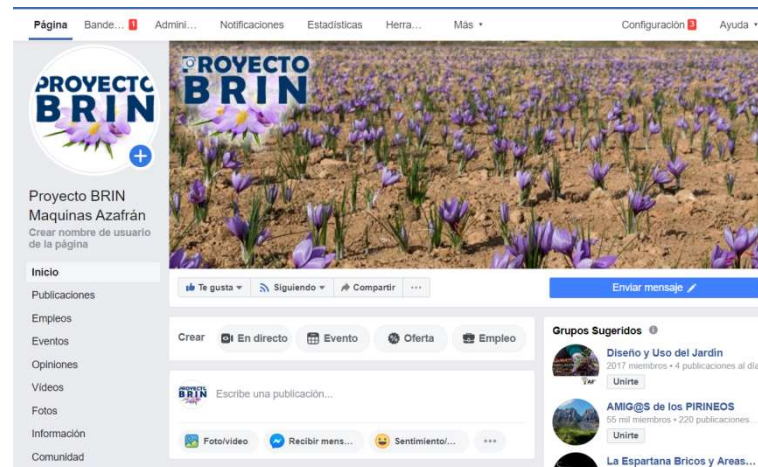 Página Bande... 1 Admini... Notificaciones Estadísticas Herra... Más Configuración 3 Ayuda
PROYECTO
BRIN
PROYECTO
BRIN
Proyecto BRIN
Maquinas Azafrán
Crear nombre de usuario
de la página
Inicio
Publicaciones
Empleos
Eventos
Opiniones
Vídeos
Fotos
Información
Comunidad
Te gusta Siguiendo Compartir ...
Enviar mensaje
Crear En directo Evento Oferta Empleo
PROYECTO
BRIN
Escribe una publicación...
Foto/video Recibir mens... Sentimiento/... ...
Grupos Sugeridos
Diseño y Uso del Jardín
2017 miembros • 4 publicaciones al día
Unirte
AMIG@S de los PIRINEOS
55 mil miembros • 220 publicaciones...
Unirte
La Espartana Bricos y Areas...